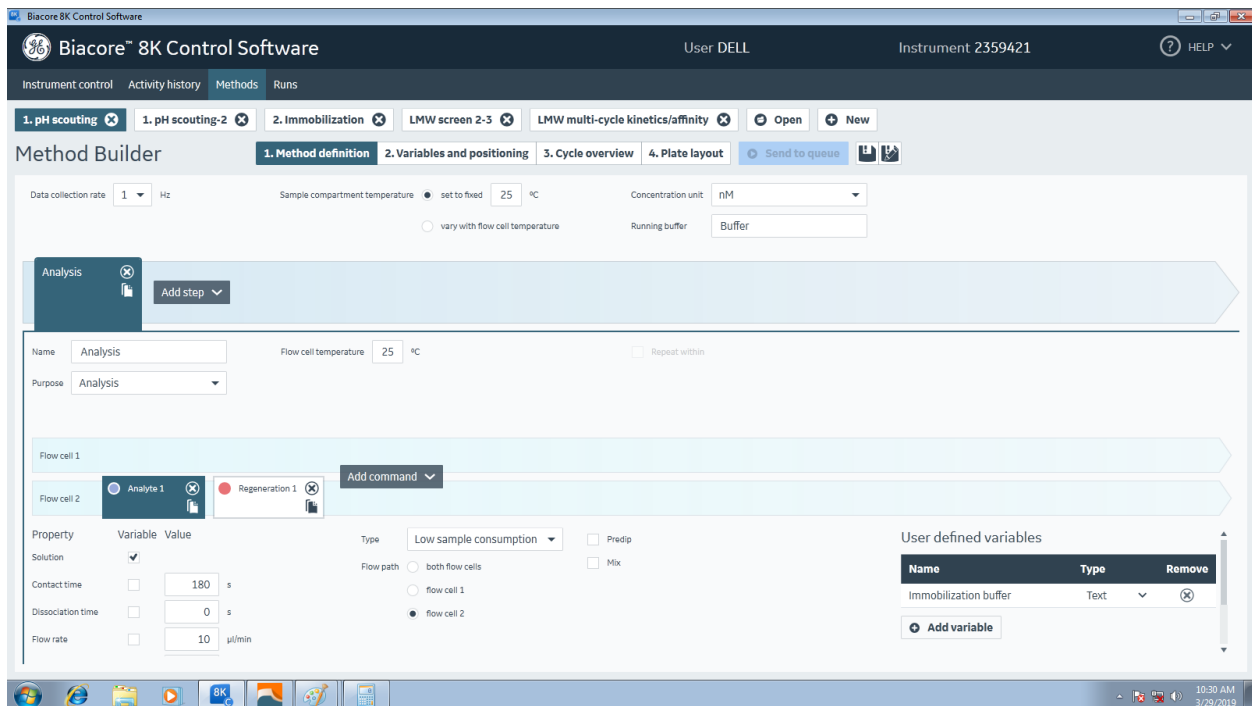 Biacore 8K Control Software
Biacore™ 8K Control Software User DELL Instrument 2359421 ? HELP
Instrument control Activity history Methods Runs
1. pH scouting 1. pH scouting-2 2. Immobilization LMW screen 2-3 LMW multi-cycle kinetics/affinity Open New
Method Builder 1. Method definition 2. Variables and positioning 3. Cycle overview 4. Plate layout Send to queue
Data collection rate 1 Hz Sample compartment temperature set to fixed 25 ºC Concentration unit nM
vary with flow cell temperature Running buffer Buffer
Analysis
Add step
Name Analysis Flow cell temperature 25 ºC Repeat within
Purpose Analysis
Flow cell 1
Add command
Flow cell 2 Analyte 1 Regeneration 1
Property Variable Value Type Low sample consumption Predip User defined variables
Solution Flow path both flow cells Mix Name Type Remove
Contact time 180 s flow cell 1 Immobilization buffer Text
Dissociation time 0 s flow cell 2 Add variable
Flow rate 10 µl/min
8K
10:30 AM
3/29/2019